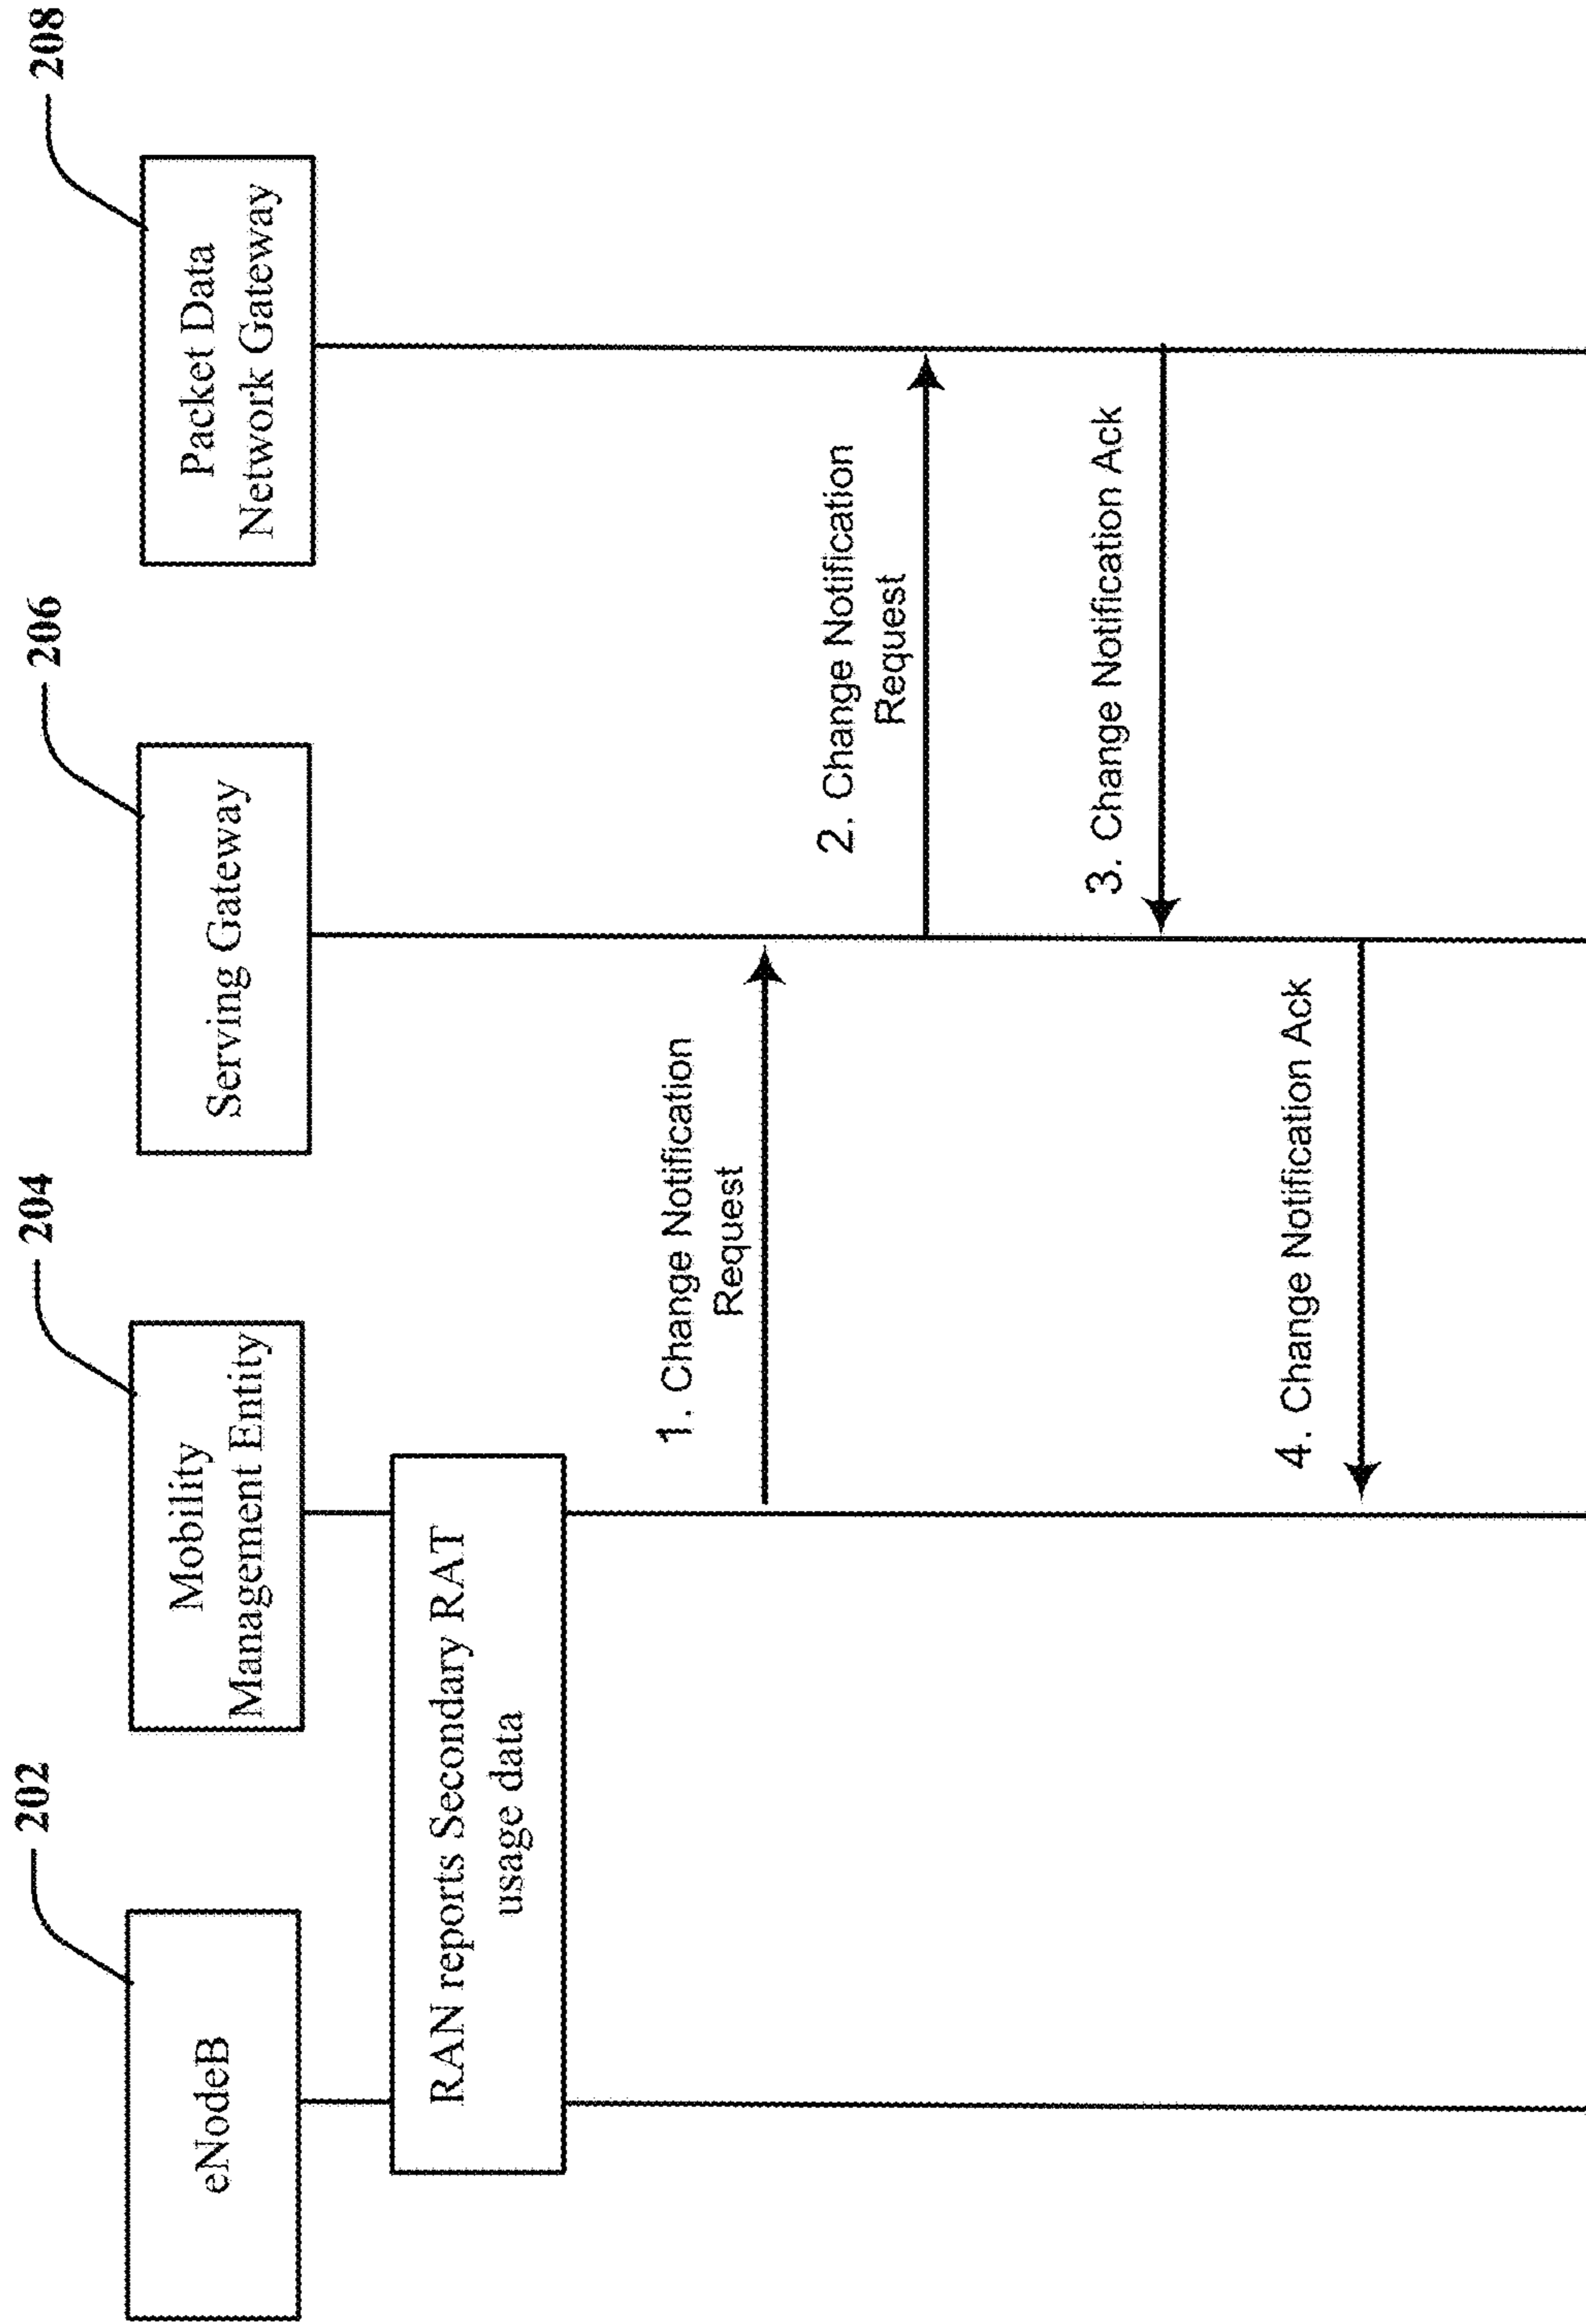 202
204
206
208
eNodeB
Mobility
Management Entity
Serving Gateway
Packet Data
Network Gateway
RAN reports Secondary RAT
usage data
1. Change Notification
Request
2. Change Notification
Request
3. Change Notification Ack
4. Change Notification Ack